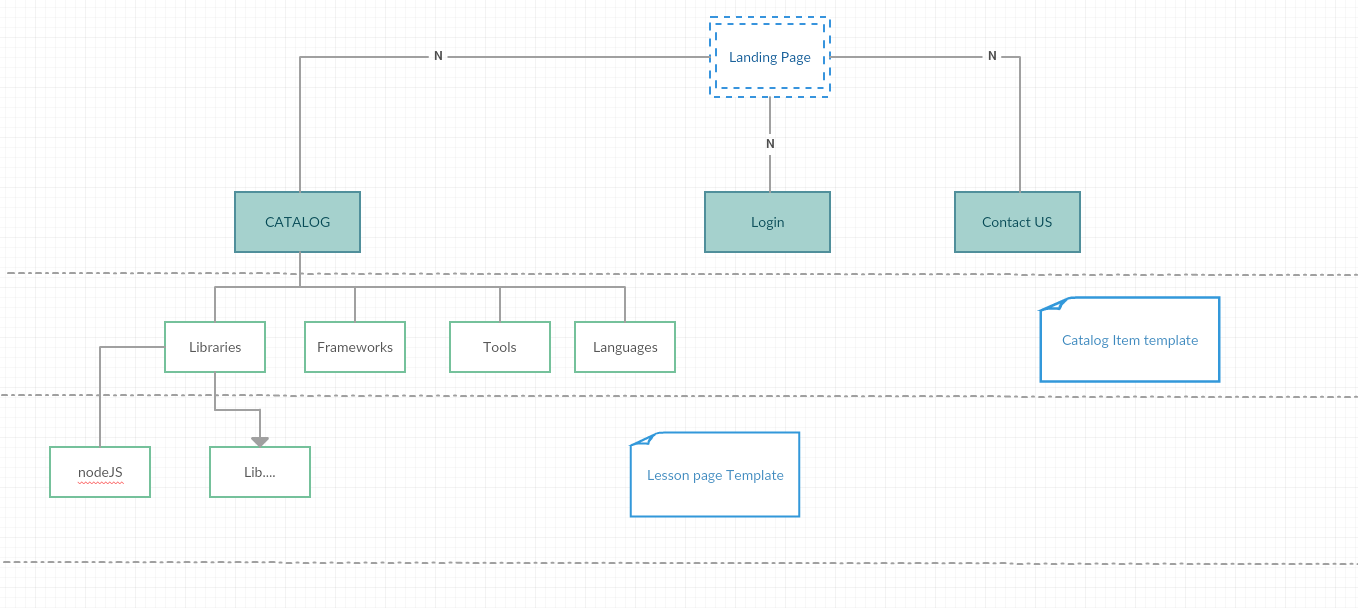 Landing Page
N
N
N
CATALOG
Login
Contact US
Libraries
Frameworks
Tools
Languages
Catalog Item template
nodeJS
Lib....
Lesson page Template